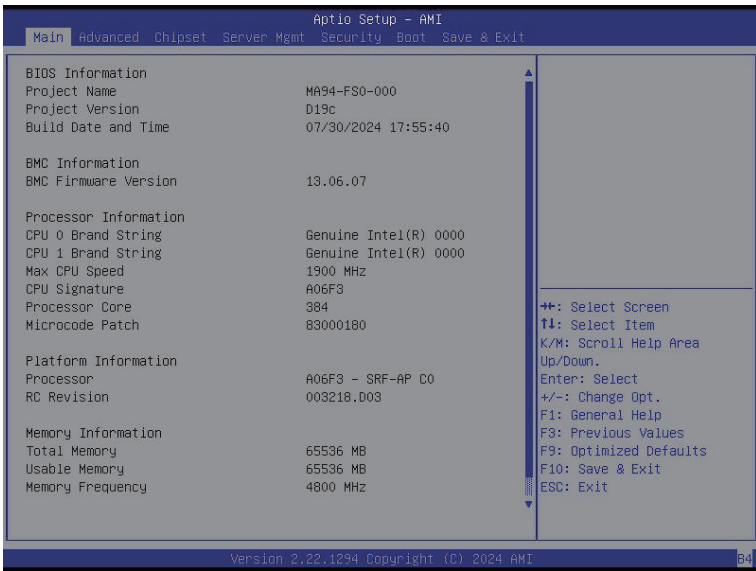 Aptio Setup - AMI
Main Advanced Chipset Server Mgmt Security Boot Save & Exit
BIOS Information
Project Name MA94-FS0-000
Project Version D19c
Build Date and Time 07/30/2024 17:55:40
BMC Information
BMC Firmware Version 13.06.07
Processor Information
CPU 0 Brand String Genuine Intel(R) 0000
CPU 1 Brand String Genuine Intel(R) 0000
Max CPU Speed 1900 MHz
CPU Signature A06F3
Processor Core 384
Microcode Patch 83000180
Platform Information
Processor A06F3 - SRF-AP C0
RC Revision 003218.D03
Memory Information
Total Memory 65536 MB
Usable Memory 65536 MB
Memory Frequency 4800 MHz
→←: Select Screen
↑↓: Select Item
K/M: Scroll Help Area
Up/Down.
Enter: Select
+/-: Change Opt.
F1: General Help
F3: Previous Values
F9: Optimized Defaults
F10: Save & Exit
ESC: Exit
Version 2.22.1294 Copyright (C) 2024 AMI
B4